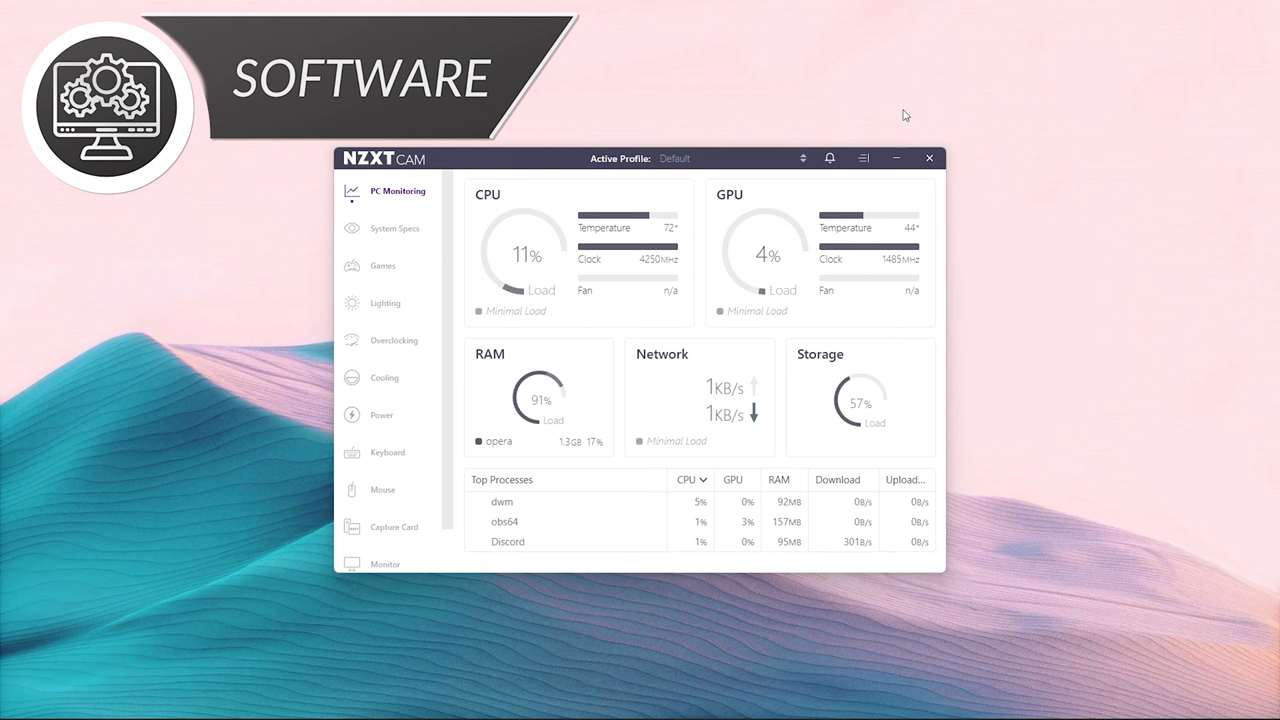 SOFTWARE
NZXT CAM
Active Profile: Default
PC Monitoring
System Specs
Games
Lighting
Overclocking
Cooling
Power
Keyboard
Mouse
Capture Card
Monitor
CPU
11%
Load
Temperature 72°
Clock 4250MHz
Fan n/a
Minimal Load
GPU
4%
Load
Temperature 44°
Clock 1485MHz
Fan n/a
Minimal Load
RAM
91%
Load
opera 1.3GB 17%
Network
1KB/s
1KB/s
Minimal Load
Storage
57%
Load
Top Processes CPU GPU RAM Download Upload...
dwm 5% 0% 92MB 0B/s 0B/s
obs64 1% 3% 157MB 0B/s 0B/s
Discord 1% 0% 95MB 301B/s 0B/s